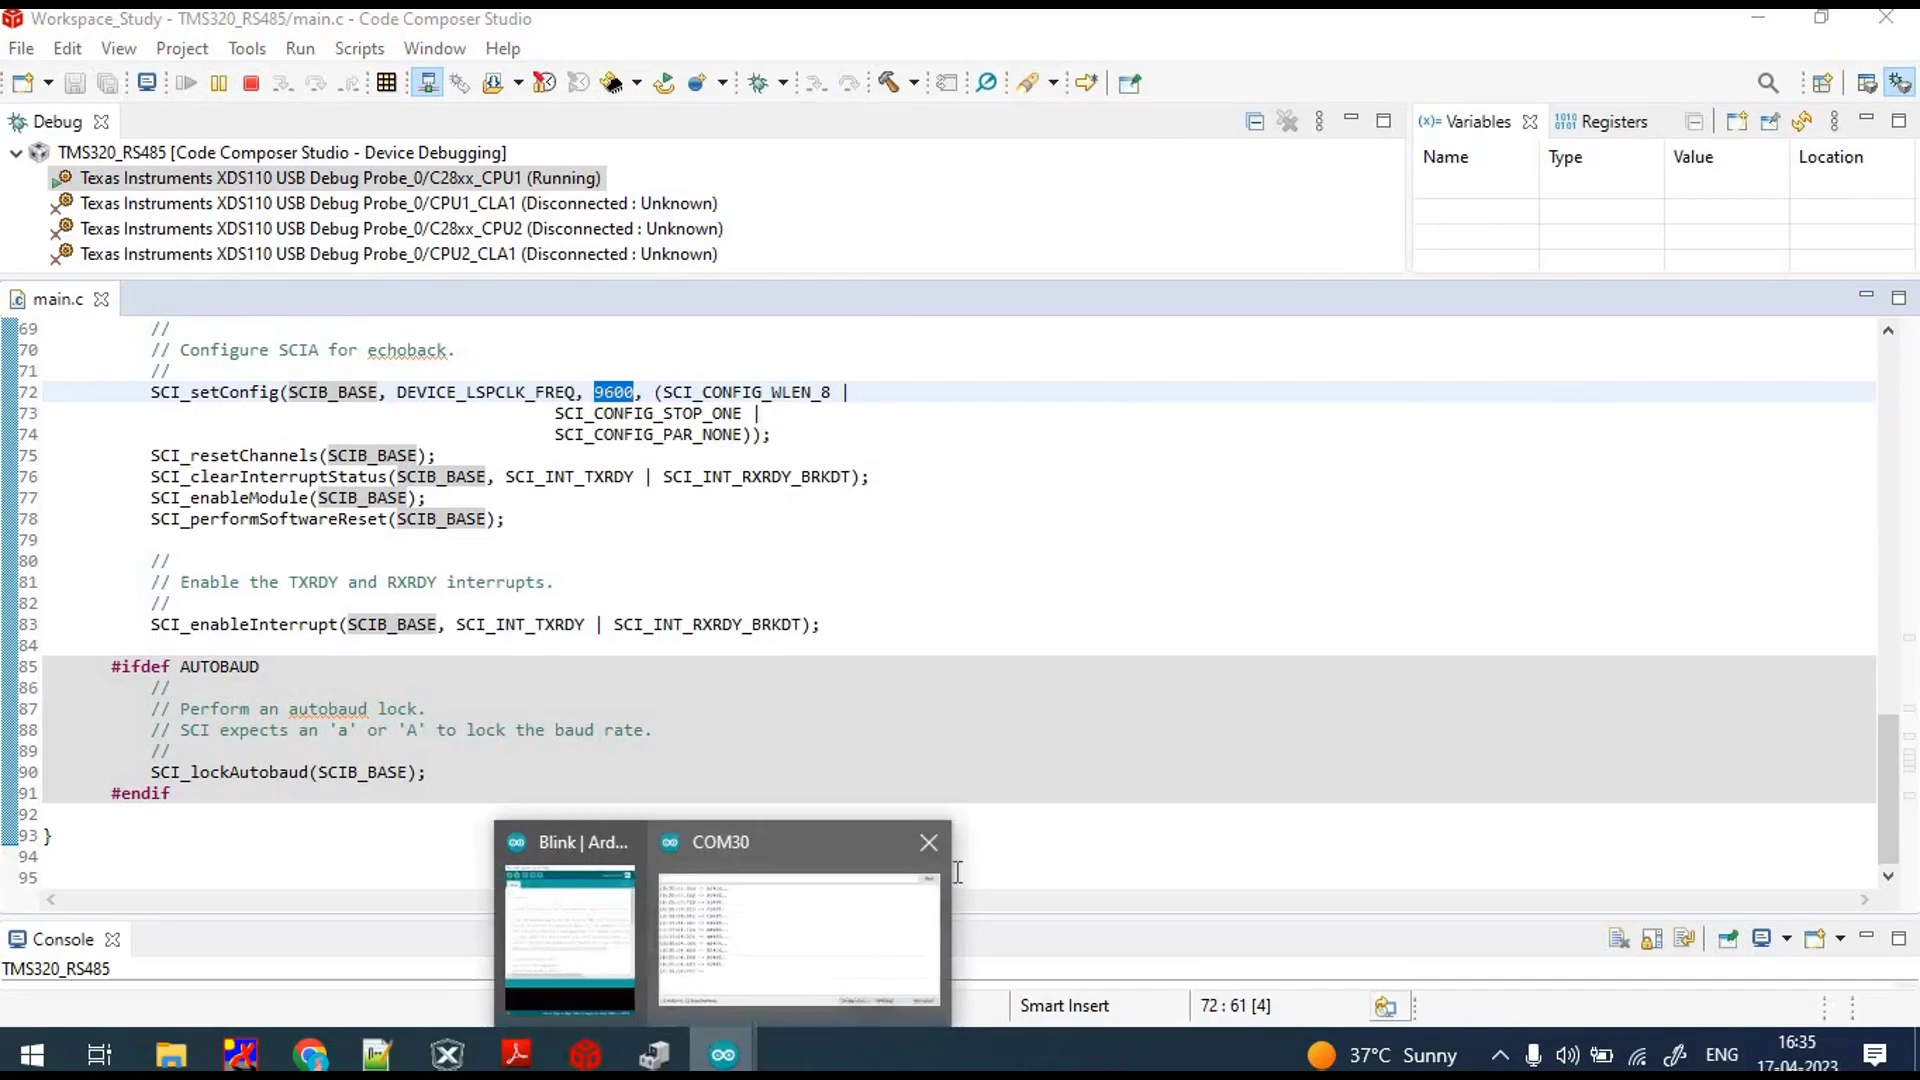 Workspace_Study - TMS320_RS485/main.c - Code Composer Studio
File Edit View Project Tools Run Scripts Window Help
Debug
(x)= Variables
1010 0101 Registers
TMS320_RS485 [Code Composer Studio - Device Debugging]
Name Type Value Location
Texas Instruments XDS110 USB Debug Probe_0/C28xx_CPU1 (Running)
Texas Instruments XDS110 USB Debug Probe_0/CPU1_CLA1 (Disconnected : Unknown)
Texas Instruments XDS110 USB Debug Probe_0/C28xx_CPU2 (Disconnected : Unknown)
Texas Instruments XDS110 USB Debug Probe_0/CPU2_CLA1 (Disconnected : Unknown)
main.c
69 //
70 // Configure SCIA for echoback.
71 //
72 SCI_setConfig(SCIB_BASE, DEVICE_LSPCLK_FREQ, 9600, (SCI_CONFIG_WLEN_8 |
73 SCI_CONFIG_STOP_ONE |
74 SCI_CONFIG_PAR_NONE));
75 SCI_resetChannels(SCIB_BASE);
76 SCI_clearInterruptStatus(SCIB_BASE, SCI_INT_TXRDY | SCI_INT_RXRDY_BRKDT);
77 SCI_enableModule(SCIB_BASE);
78 SCI_performSoftwareReset(SCIB_BASE);
79
80 //
81 // Enable the TXRDY and RXRDY interrupts.
82 //
83 SCI_enableInterrupt(SCIB_BASE, SCI_INT_TXRDY | SCI_INT_RXRDY_BRKDT);
84
85 #ifdef AUTOBAUD
86 //
87 // Perform an autobaud lock.
88 // SCI expects an 'a' or 'A' to lock the baud rate.
89 //
90 SCI_lockAutobaud(SCIB_BASE);
91 #endif
92
93 }
94
95
Blink | Ard...
COM30
Console
TMS320_RS485
Smart Insert
72 : 61 [4]
37°C Sunny
ENG
16:35
17-04-2023